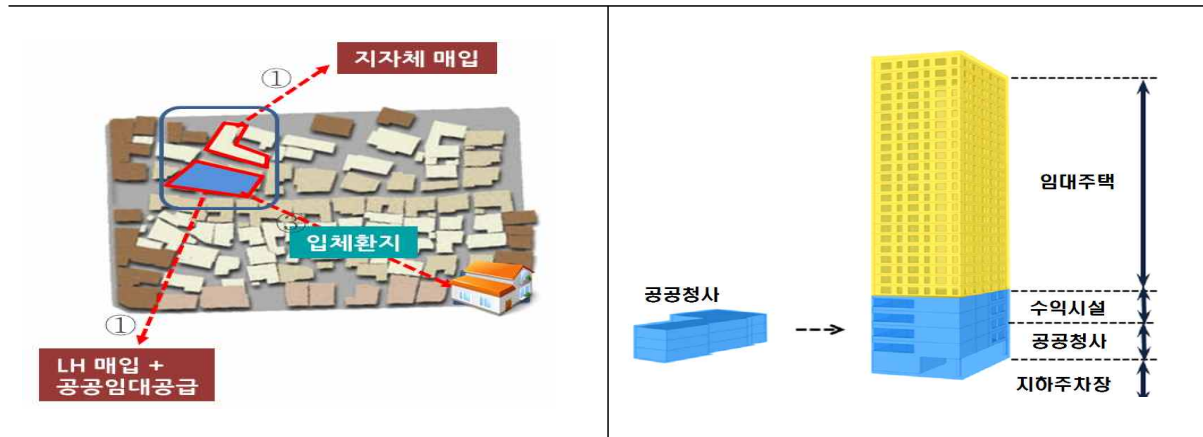 지자체 매입
①
③
입체환지
①
LH 매입 +
공공임대공급
임대주택
공공청사
수익시설
공공청사
지하주차장